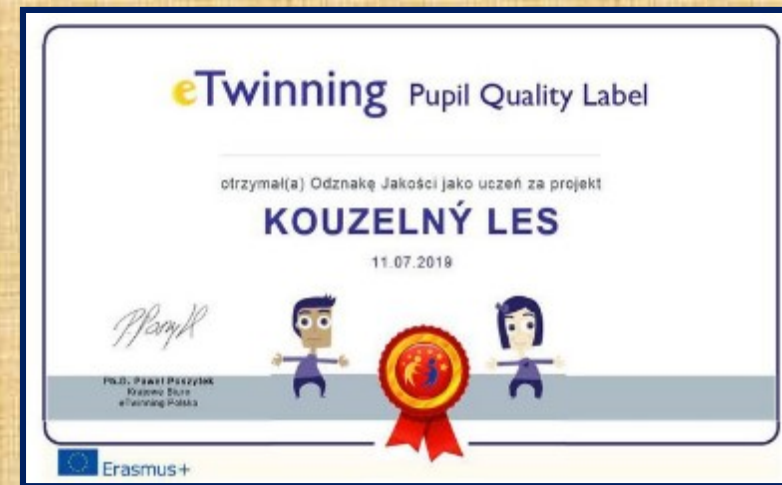 eTwinning Pupil Quality Label
otrzymał(a) Odznakę Jakości jako uczeń za projekt
KOUZELNÝ LES
11.07.2019
Ph.D. Paweł Poszytek
Krajowe Biuro
eTwinning Polska
Erasmus+